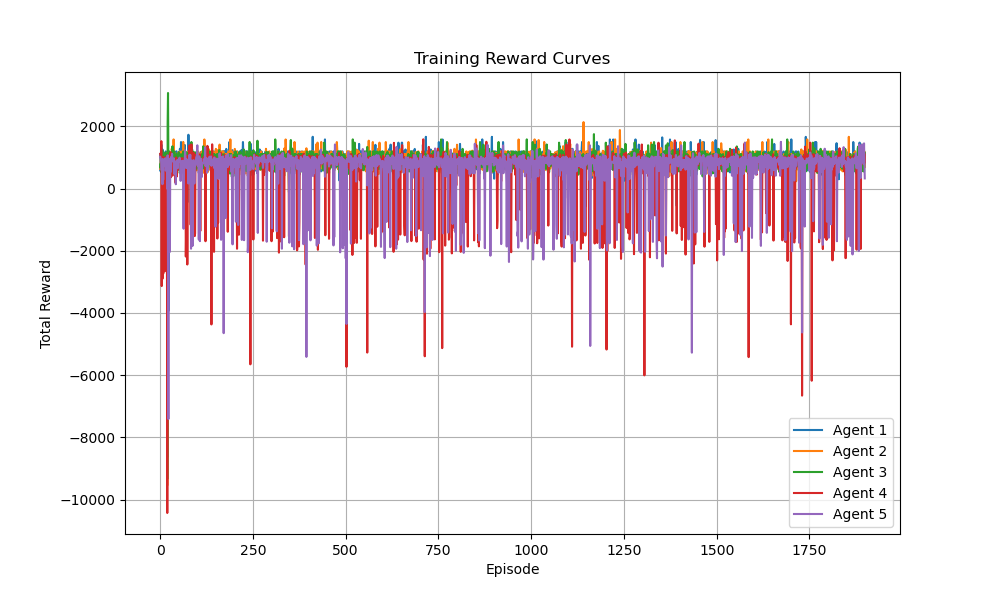 Training Reward Curves
Total Reward
2000
0
−2000
−4000
−6000
−8000
−10000
0 250 500 750 1000 1250 1500 1750
Episode
Agent 1
Agent 2
Agent 3
Agent 4
Agent 5